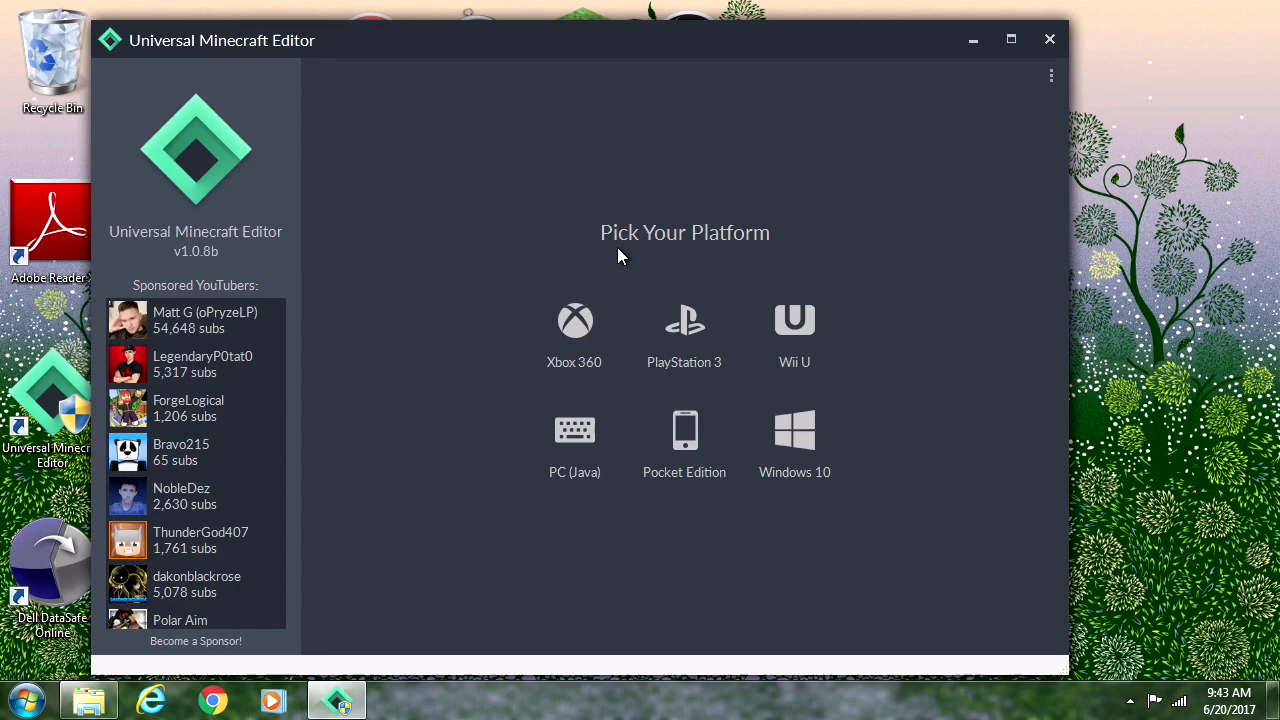 Universal Minecraft Editor
Recycle Bin
Adobe Reader
Universal Minecr
Editor
Dell DataSafe
Online
Universal Minecraft Editor
v1.0.8b
Sponsored YouTubers:
Matt G (oPryzeLP)
54,648 subs
LegendaryP0tat0
5,317 subs
ForgeLogical
1,206 subs
Bravo215
65 subs
NobleDez
2,630 subs
ThunderGod407
1,761 subs
dakonblackrose
5,078 subs
Polar Aim
Become a Sponsor!
Pick Your Platform
Xbox 360
PlayStation 3
Wii U
PC (Java)
Pocket Edition
Windows 10
9:43 AM
6/20/2017